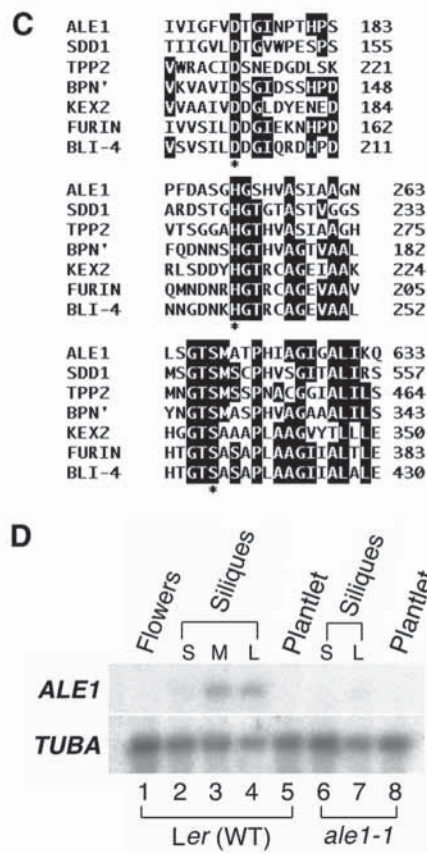 C
ALE1 IVIGFVDTGINPTHPS 183
SDD1 TIIGVLDTGVWPESPS 155
TPP2 VWRACIDSNEDGDLSK 221
BPN' VKVAVIDSGIDSSHPD 148
KEX2 VVAAIVDDGLDYENED 184
FURIN IVVSILDDGIEKNHPD 162
BLI-4 VSVSILDDGIQRDHPD 211
*
ALE1 PFDASGHGSHVASIAAGN 263
SDD1 ARDSTGHGTGTASTVGGS 233
TPP2 VTSGGAHGTHVASIAAGH 275
BPN' FQDNNSHGTHVAGTVAAL 182
KEX2 RLSDDYHGTRCAGEIAAK 224
FURIN QMNDNRHGTRCAGEVAAV 205
BLI-4 NNGDNKHGTRCAGEVAAL 252
*
ALE1 LSGTSMATPHIAGIGALIKQ 633
SDD1 MSGTSMSCPHVSGITALIRS 557
TPP2 MNGTSMSSPNACGGIALILS 464
BPN' YNGTSMASPHVAGAAALILS 343
KEX2 HGGTSAAAPLAAGVYTLLLE 350
FURIN HTGTSASAPLAAGIIALTLE 383
BLI-4 HTGTSASAPLAAGIIALALE 430
*
D
Flowers Siliques Plantlet Siliques Plantlet
S M L S L
ALE1
TUBA
1 2 3 4 5 6 7 8
Ler (WT) ale1-1